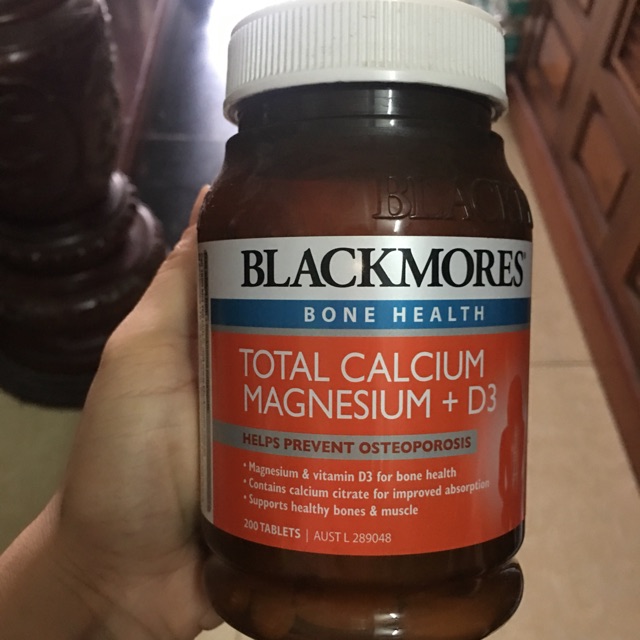 BLACKMORES®
BONE HEALTH
TOTAL CALCIUM
MAGNESIUM + D3
HELPS PREVENT OSTEOPOROSIS
• Magnesium & vitamin D3 for bone health
• Contains calcium citrate for improved absorption
• Supports healthy bones & muscle
200 TABLETS | AUST L 289048